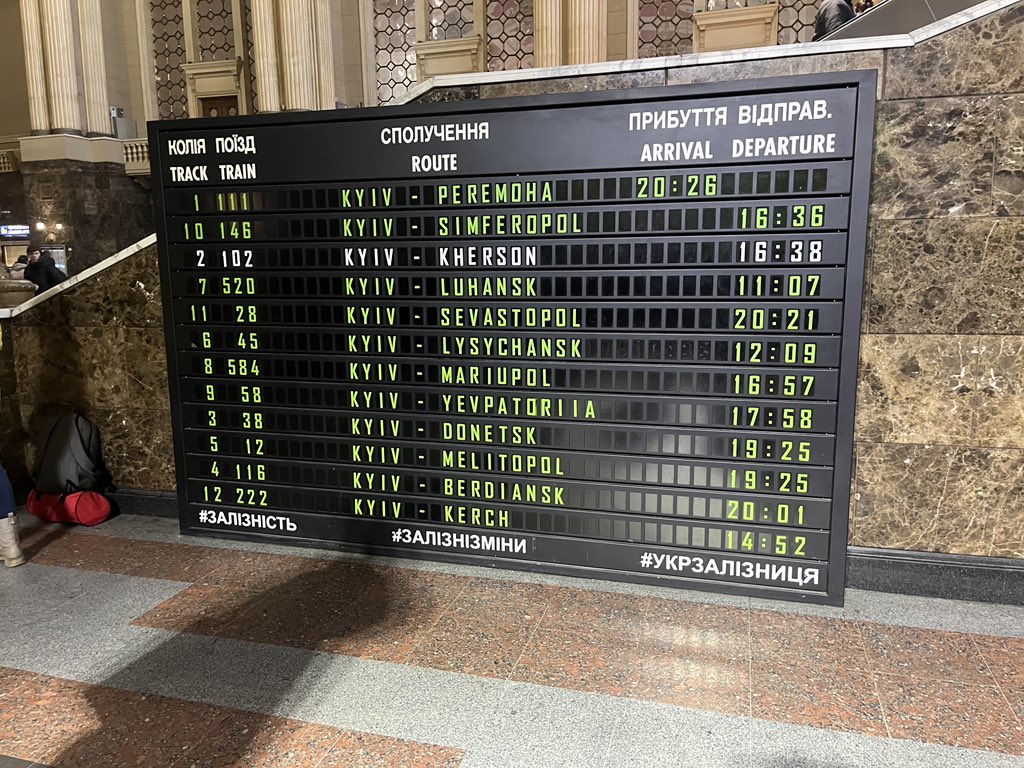 КОЛІЯ ПОЇЗД СПОЛУЧЕННЯ ПРИБУТТЯ ВІДПРАВ.
TRACK TRAIN ROUTE ARRIVAL DEPARTURE
1 111 KYIV - PEREMOHA 20:26
10 146 KYIV - SIMFEROPOL 16:36
2 102 KYIV - KHERSON 16:38
7 520 KYIV - LUHANSK 11:07
11 28 KYIV - SEVASTOPOL 20:21
6 45 KYIV - LYSYCHANSK 12:09
8 584 KYIV - MARIUPOL 16:57
9 58 KYIV - YEVPATORIIA 17:58
3 38 KYIV - DONETSK 19:25
5 12 KYIV - MELITOPOL 19:25
4 116 KYIV - BERDIANSK 20:01
12 222 KYIV - KERCH 14:52
#ЗАЛІЗНІСТЬ #ЗАЛІЗНІЗМІНИ #УКРЗАЛІЗНИЦЯ